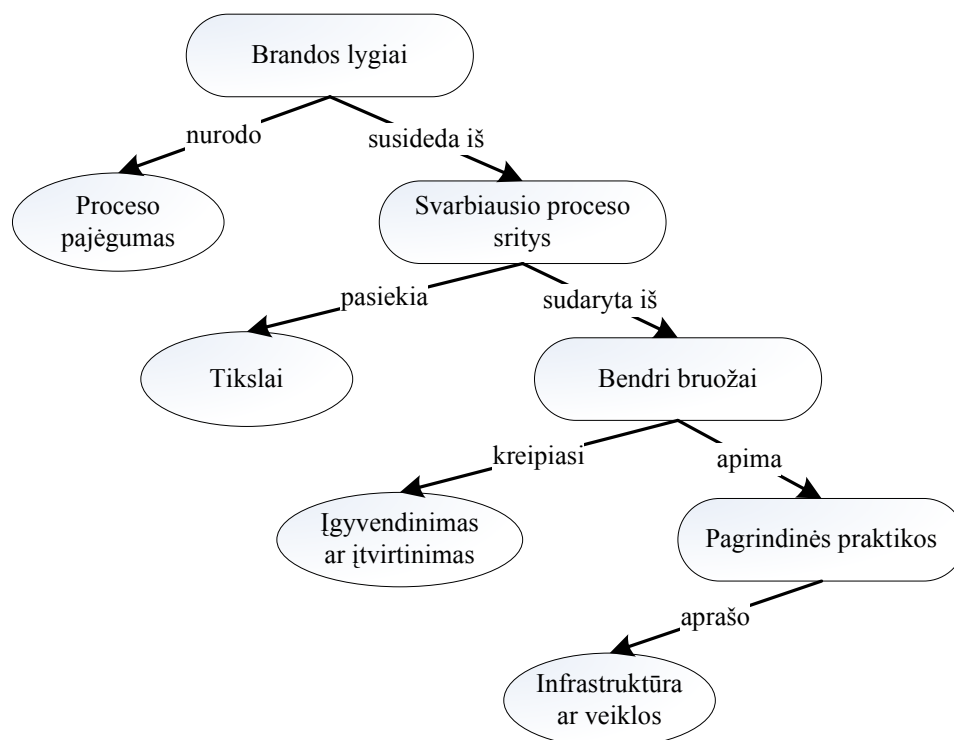 Brandos lygiai
nurodo
susideda iš
Proceso
pajėgumas
Svarbiausio proceso
sritys
pasiekia
sudaryta iš
Tikslai
Bendri bruožai
kreipiasi
apima
Įgyvendinimas
ar įtvirtinimas
Pagrindinės praktikos
aprašo
Infrastruktūra
ar veiklos